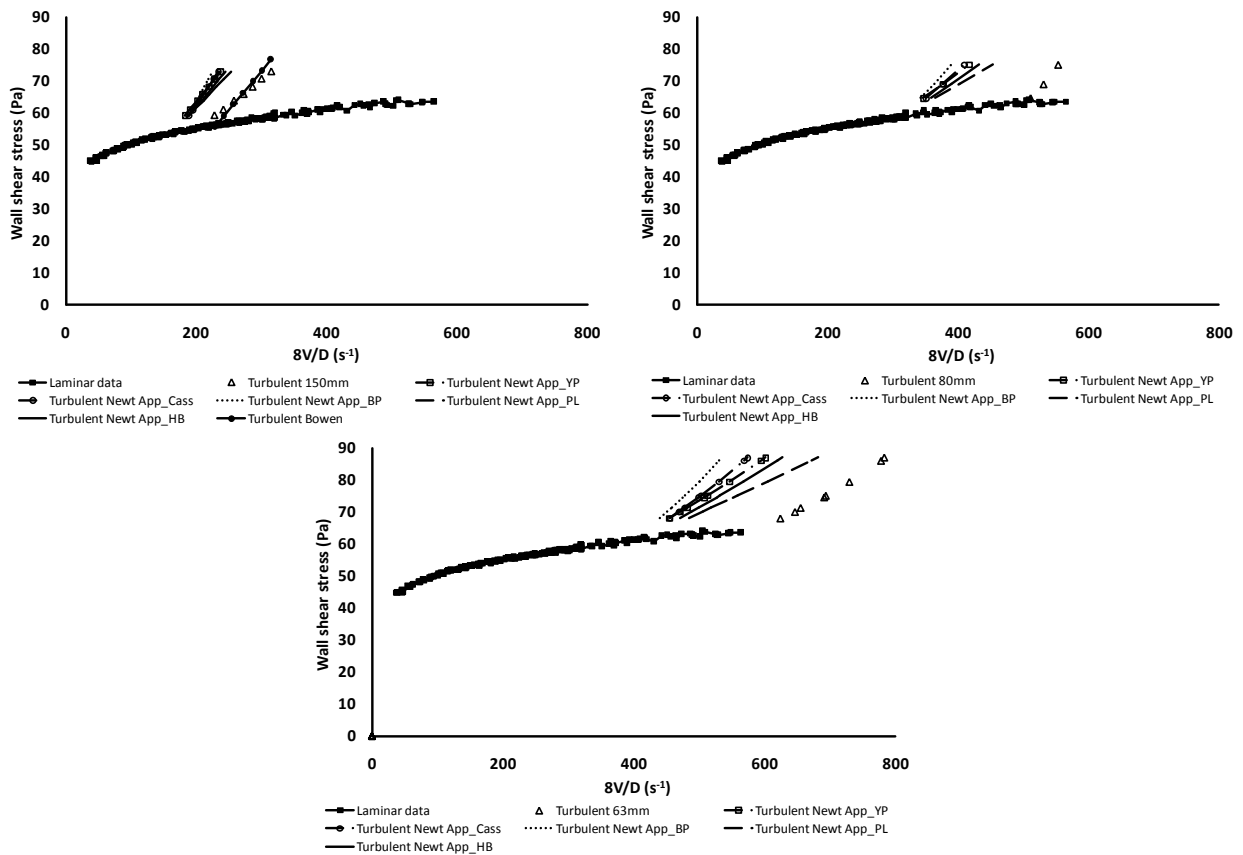 90
80
70
60
50
40
30
20
10
0
Wall shear stress (Pa)
0 200 400 600 800
8V/D (s⁻¹)
Laminar data Turbulent 150mm Turbulent Newt App_YP
Turbulent Newt App_Cass Turbulent Newt App_BP Turbulent Newt App_PL
Turbulent Newt App_HB Turbulent Bowen
90
80
70
60
50
40
30
20
10
0
Wall shear stress (Pa)
0 200 400 600 800
8V/D (s⁻¹)
Laminar data Turbulent 80mm Turbulent Newt App_YP
Turbulent Newt App_Cass Turbulent Newt App_BP Turbulent Newt App_PL
Turbulent Newt App_HB
90
80
70
60
50
40
30
20
10
0
Wall shear stress (Pa)
0 200 400 600 800
8V/D (s⁻¹)
Laminar data Turbulent 63mm Turbulent Newt App_YP
Turbulent Newt App_Cass Turbulent Newt App_BP Turbulent Newt App_PL
Turbulent Newt App_HB